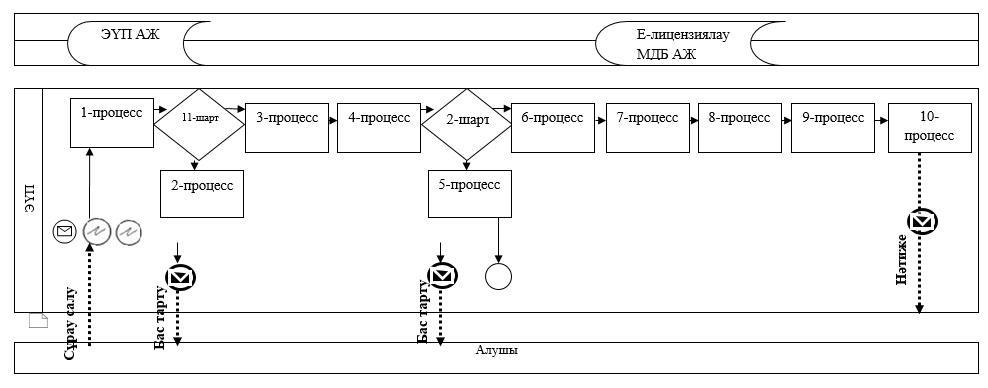 ЭҮП АЖ
Е-лицензиялау
МДБ АЖ
ЭҮП
1-процесс
11-шарт
3-процесс
4-процесс
2-шарт
6-процесс
7-процесс
8-процесс
9-процесс
10-
процесс
2-процесс
5-процесс
Сұрау салу
Бас тарту
Бас тарту
Нәтиже
Алушы